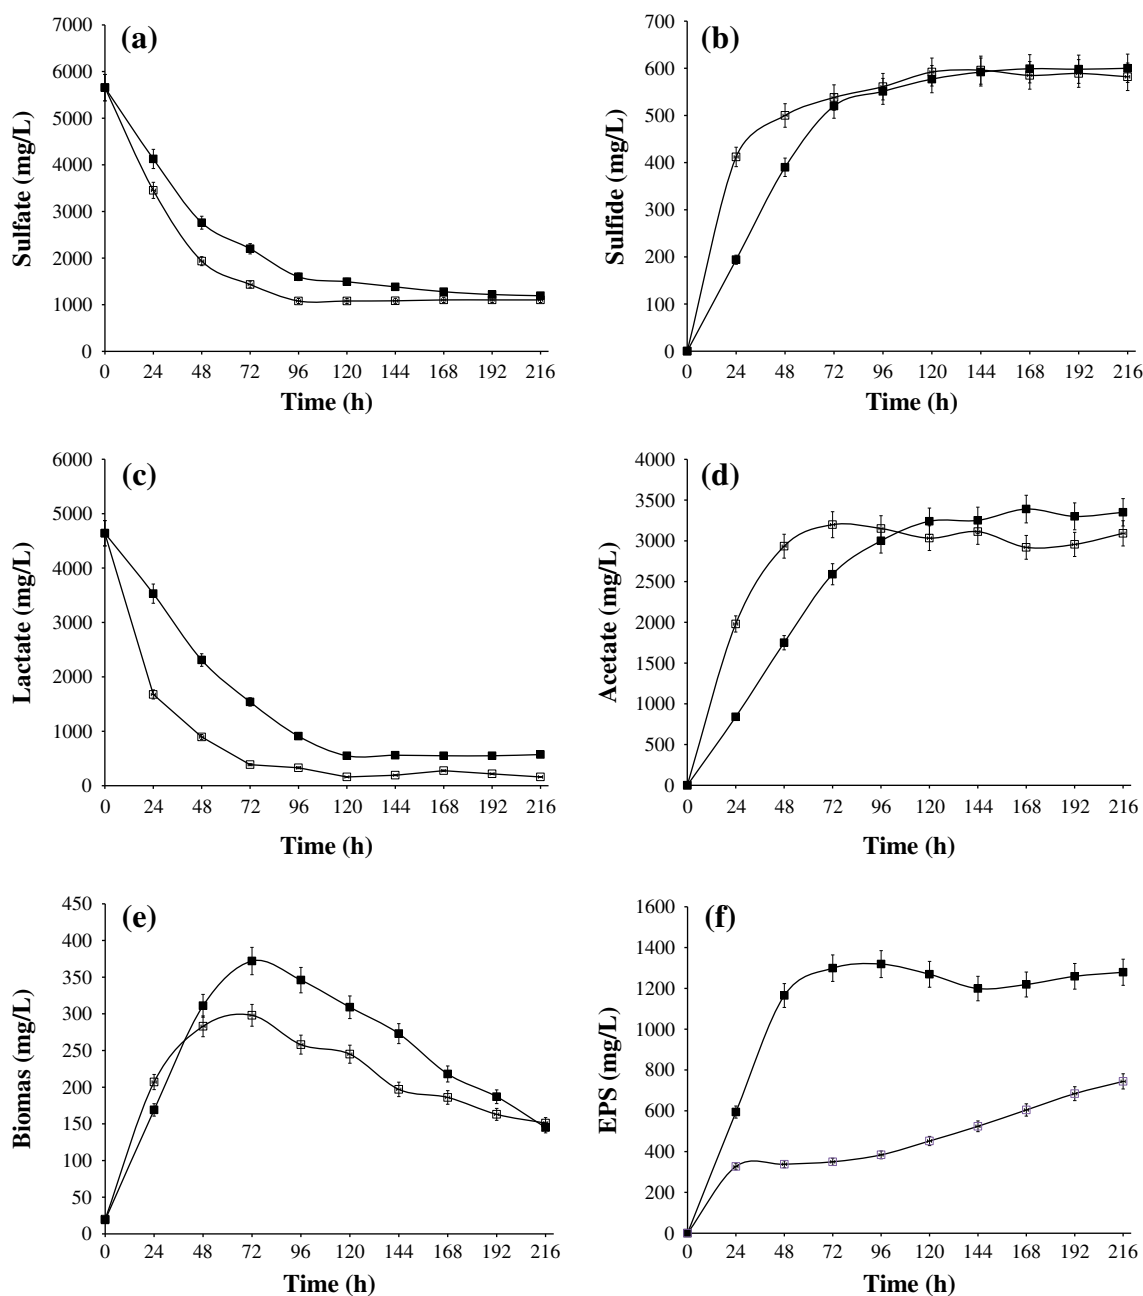 (a)
Sulfate (mg/L)
7000
6000
5000
4000
3000
2000
1000
0
0 24 48 72 96 120 144 168 192 216
Time (h)
(b)
Sulfide (mg/L)
700
600
500
400
300
200
100
0
0 24 48 72 96 120 144 168 192 216
Time (h)
(c)
Lactate (mg/L)
6000
5000
4000
3000
2000
1000
0
0 24 48 72 96 120 144 168 192 216
Time (h)
(d)
Acetate (mg/L)
4000
3500
3000
2500
2000
1500
1000
500
0
0 24 48 72 96 120 144 168 192 216
Time (h)
(e)
Biomas (mg/L)
450
400
350
300
250
200
150
100
50
0
0 24 48 72 96 120 144 168 192 216
Time (h)
(f)
EPS (mg/L)
1600
1400
1200
1000
800
600
400
200
0
0 24 48 72 96 120 144 168 192 216
Time (h)